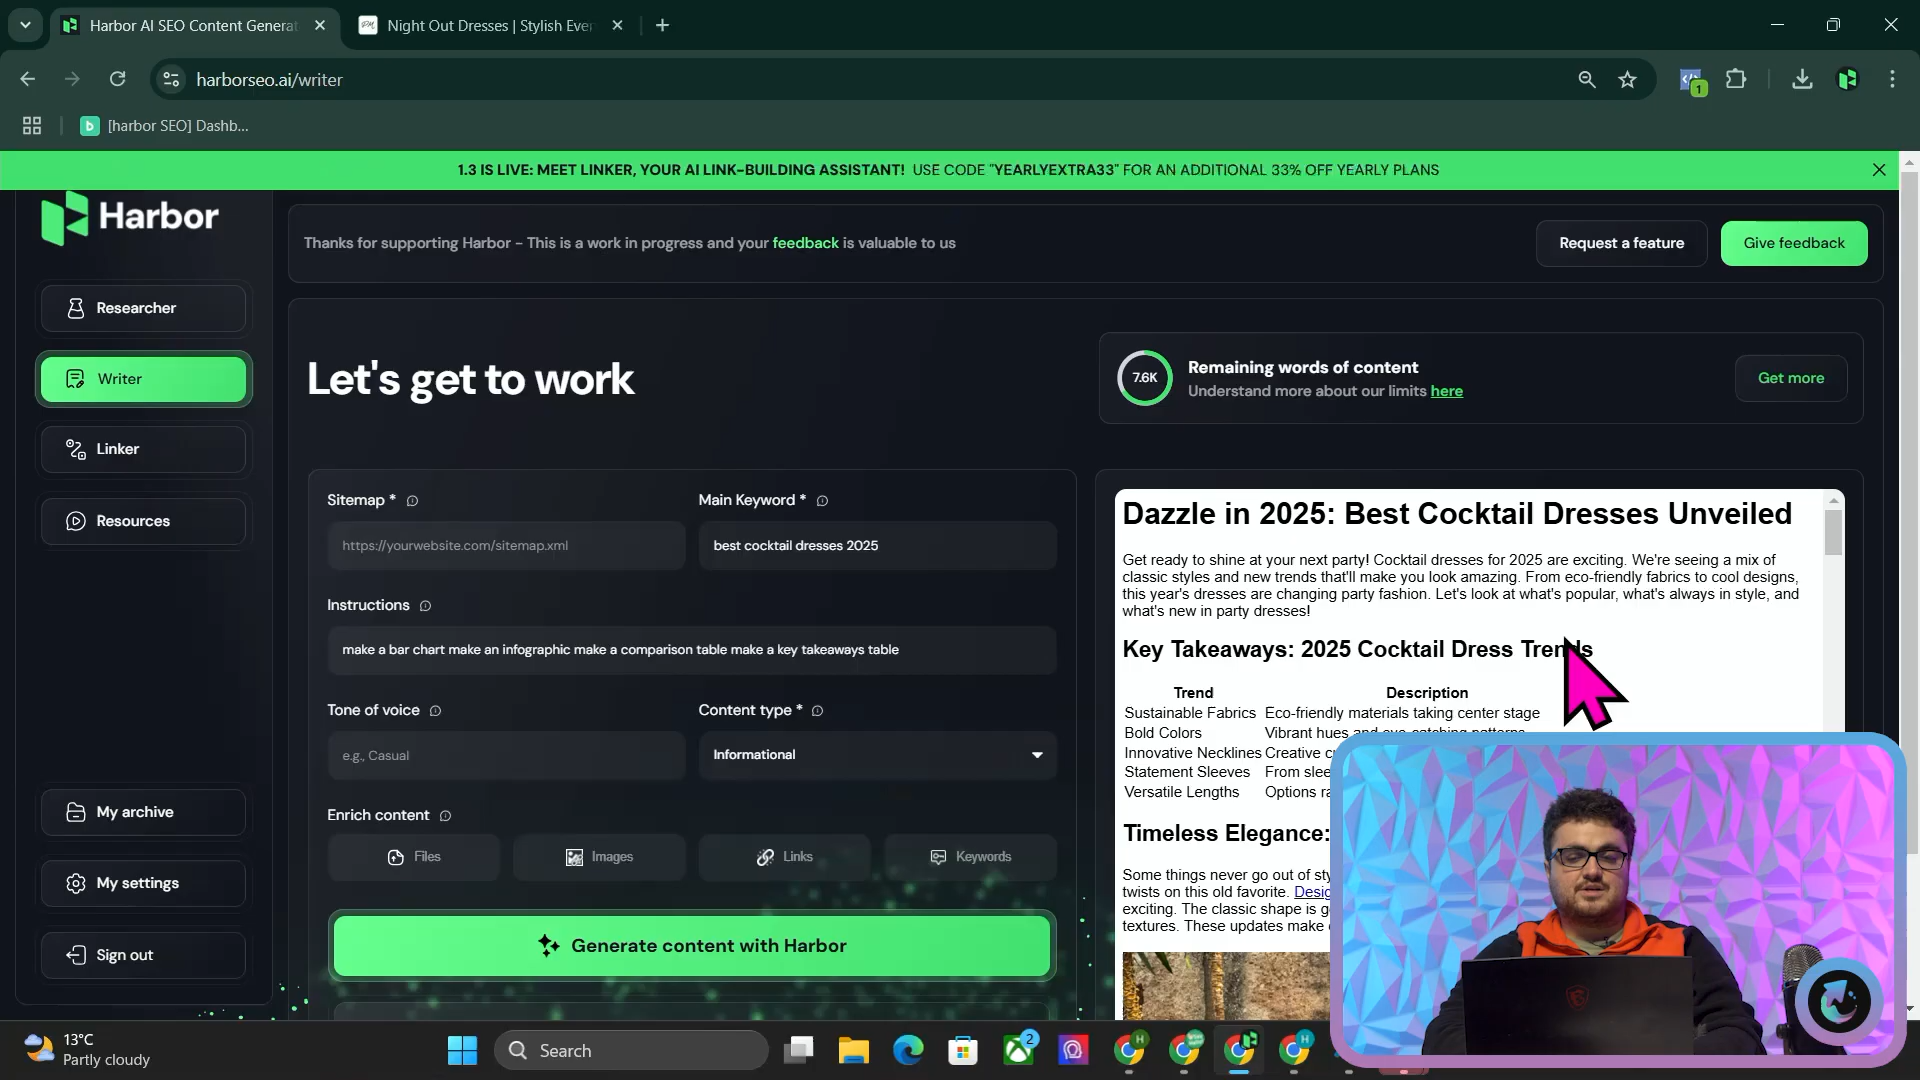 Harbor AI SEO Content Generat
Night Out Dresses | Stylish Eve
harborseo.ai/writer
1
b [harbor SEO] Dashb...
1.3 IS LIVE: MEET LINKER, YOUR AI LINK-BUILDING ASSISTANT! USE CODE "YEARLYEXTRA33" FOR AN ADDITIONAL 33% OFF YEARLY PLANS
Harbor
Thanks for supporting Harbor - This is a work in progress and your feedback is valuable to us
Request a feature
Give feedback
Researcher
Writer
Linker
Resources
My archive
My settings
Sign out
Let's get to work
7.6K
Remaining words of content
Understand more about our limits here
Get more
Sitemap *
Main Keyword *
https://yourwebsite.com/sitemap.xml
best cocktail dresses 2025
Instructions
make a bar chart make an infographic make a comparison table make a key takeaways table
Tone of voice
Content type *
e.g., Casual
Informational
Enrich content
Files
Images
Links
Keywords
Generate content with Harbor
Dazzle in 2025: Best Cocktail Dresses Unveiled
Get ready to shine at your next party! Cocktail dresses for 2025 are exciting. We're seeing a mix of
classic styles and new trends that'll make you look amazing. From eco-friendly fabrics to cool designs,
this year's dresses are changing party fashion. Let's look at what's popular, what's always in style, and
what's new in party dresses!
Key Takeaways: 2025 Cocktail Dress Trends
Trend Description
Sustainable Fabrics Eco-friendly materials taking center stage
Bold Colors Vibrant hues and eye-catching patterns
Innovative Necklines Creative c
Statement Sleeves From slee
Versatile Lengths Options ra
Timeless Elegance:
Some things never go out of sty
twists on this old favorite. Desig
exciting. The classic shape is g
textures. These updates make
13°C
Partly cloudy
Search
2
H
H